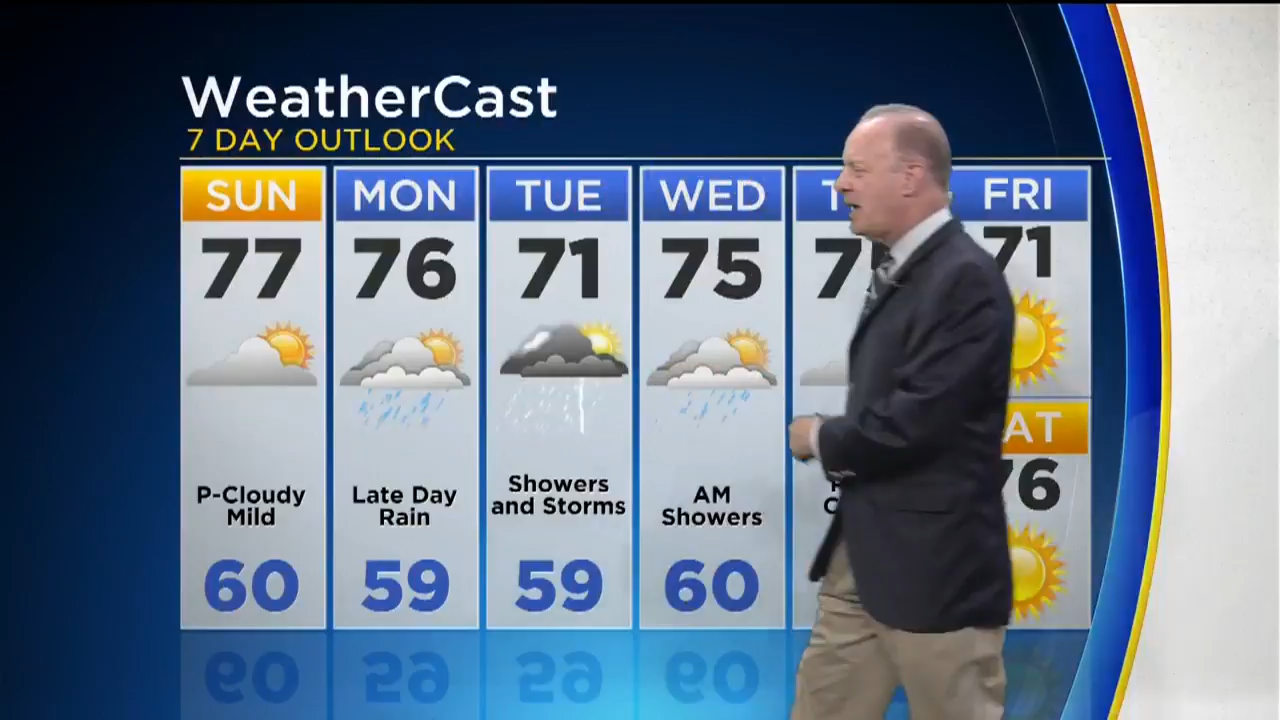 WeatherCast
7 DAY OUTLOOK
SUN
77
P-Cloudy
Mild
60
MON
76
Late Day
Rain
59
TUE
71
Showers
and Storms
59
WED
75
AM
Showers
60
FRI
71